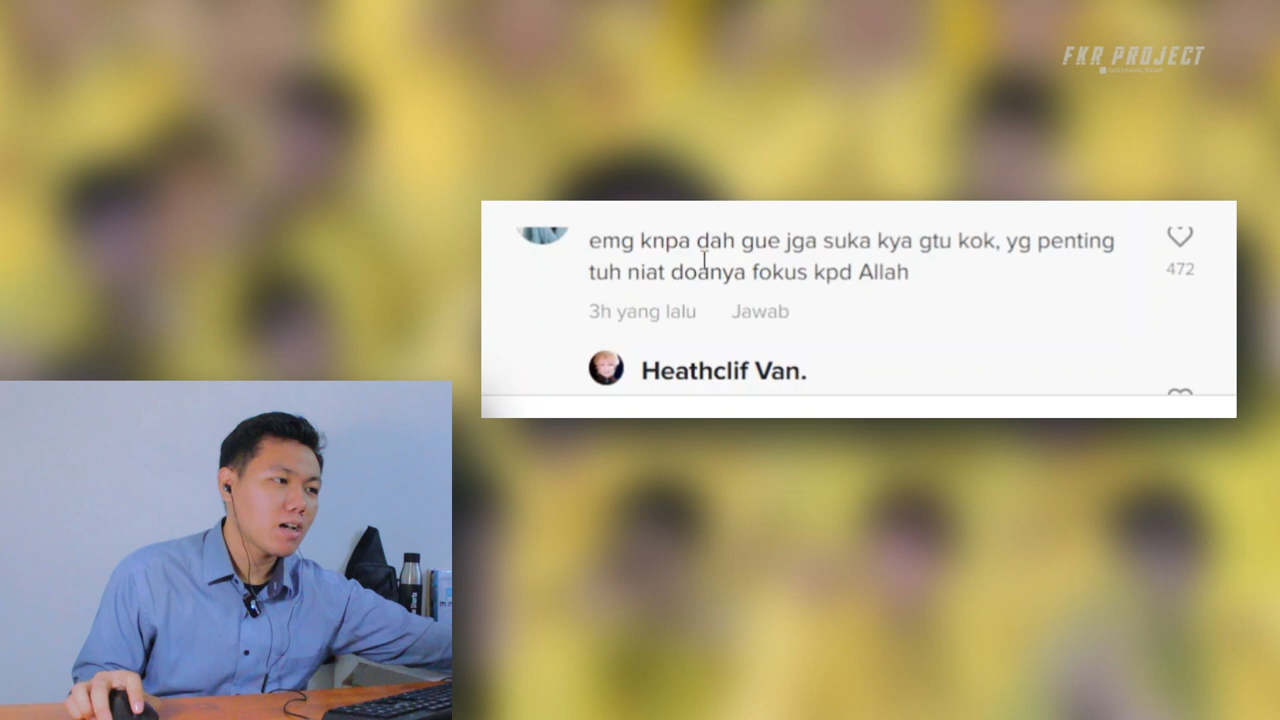 FKR PROJECT
emg knpa dah gue jga suka kya gtu kok, yg penting
tuh niat doanya fokus kpd Allah
472
3h yang lalu Jawab
Heathclif Van.